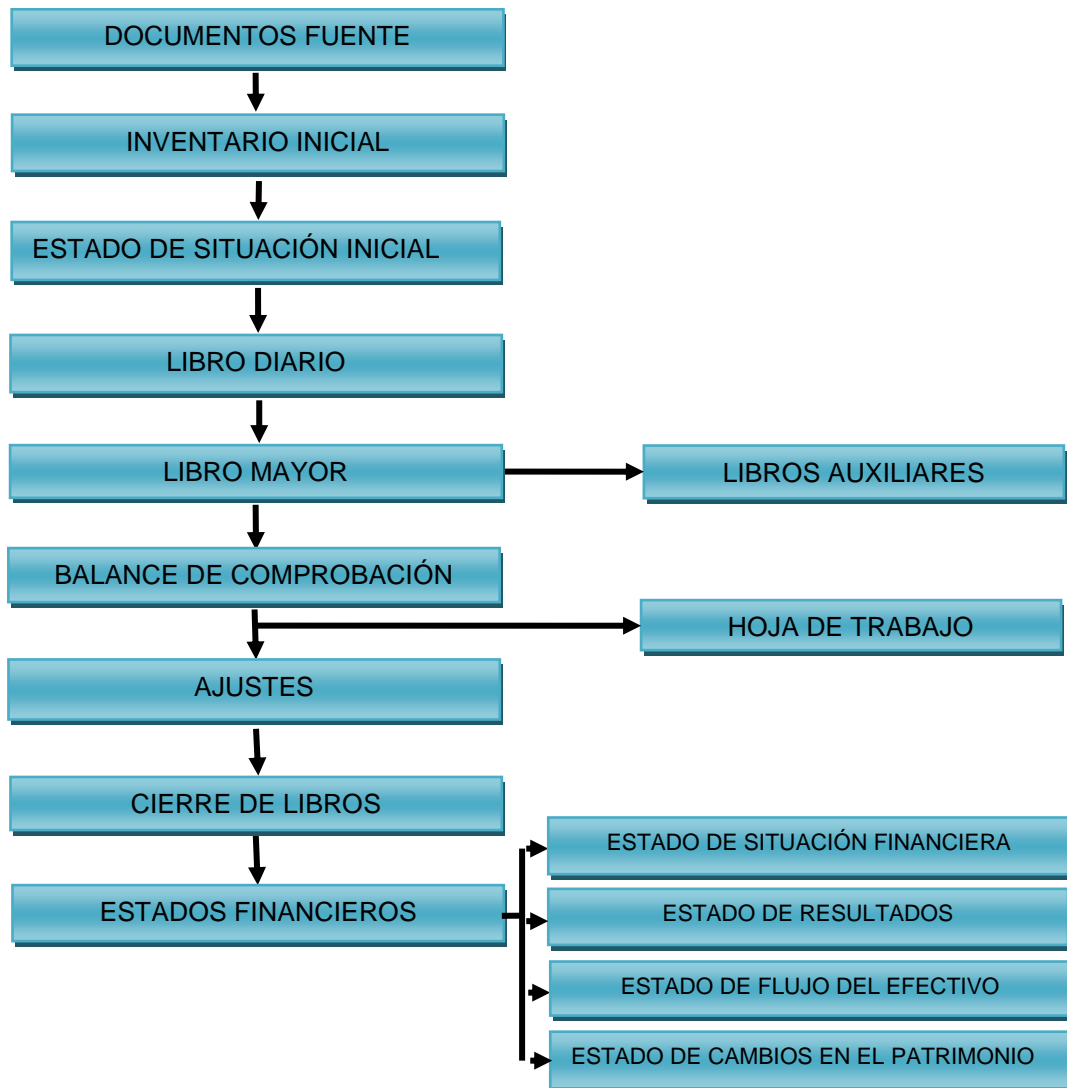 DOCUMENTOS FUENTE
INVENTARIO INICIAL
ESTADO DE SITUACIÓN INICIAL
LIBRO DIARIO
LIBRO MAYOR
LIBROS AUXILIARES
BALANCE DE COMPROBACIÓN
HOJA DE TRABAJO
AJUSTES
CIERRE DE LIBROS
ESTADOS FINANCIEROS
ESTADO DE SITUACIÓN FINANCIERA
ESTADO DE RESULTADOS
ESTADO DE FLUJO DEL EFECTIVO
ESTADO DE CAMBIOS EN EL PATRIMONIO